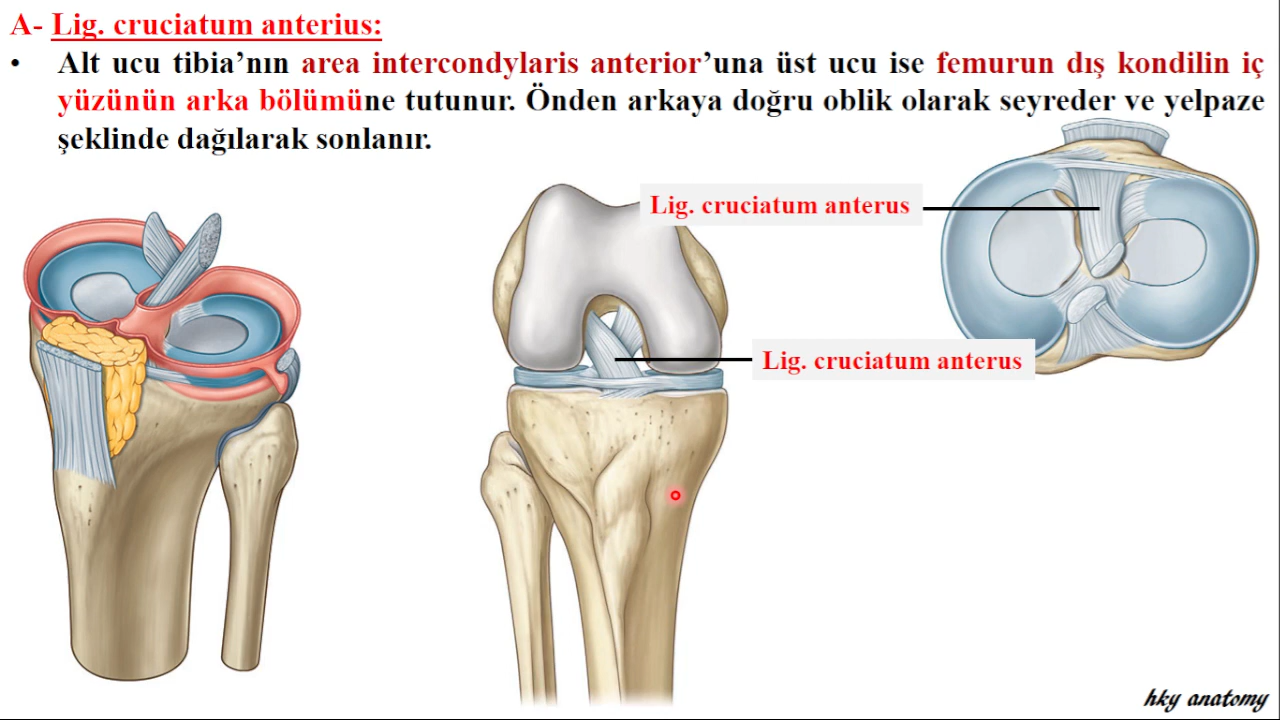 A- Lig. cruciatum anterius:
• Alt ucu tibia’nın area intercondylaris anterior’una üst ucu ise femurun dış kondilin iç
yüzünün arka bölümüne tutunur. Önden arkaya doğru oblik olarak seyreder ve yelpaze
şeklinde dağılarak sonlanır.
Lig. cruciatum anterus
Lig. cruciatum anterus
hky anatomy